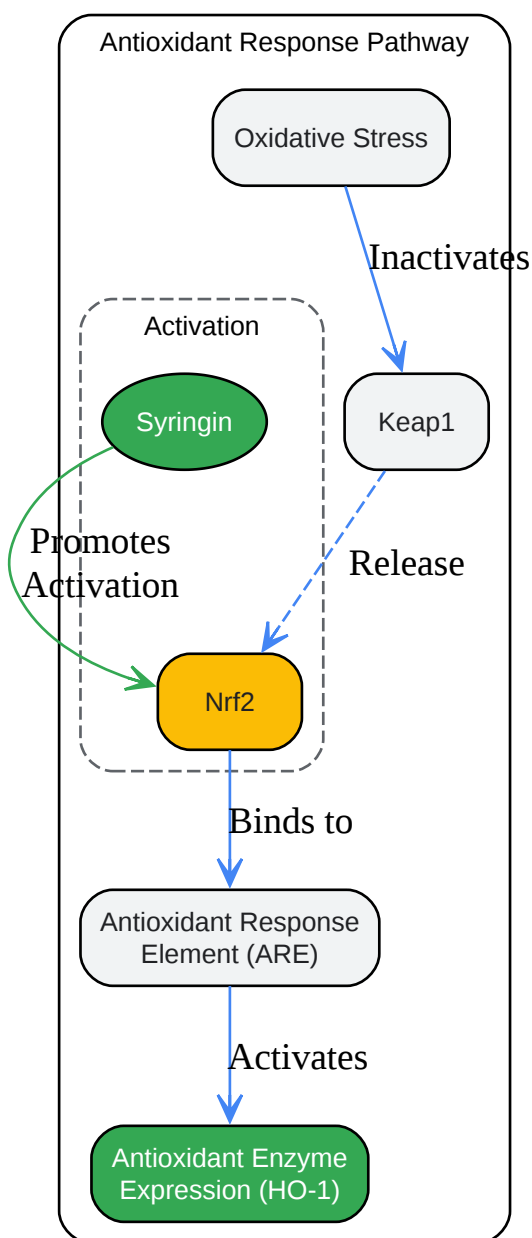 Antioxidant Response Pathway
Oxidative Stress
Inactivates
Activation
Syringin
Keap1
Promotes
Activation
Release
Nrf2
Binds to
Antioxidant Response
Element (ARE)
Activates
Antioxidant Enzyme
Expression (HO-1)